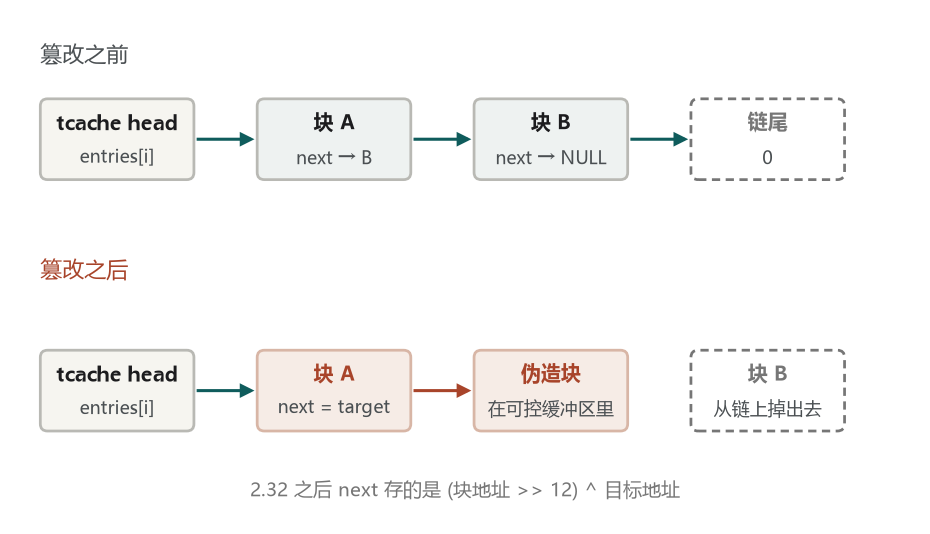 篡改之前
tcache head
entries[i]
块 A
next → B
块 B
next → NULL
链尾
0
篡改之后
tcache head
entries[i]
块 A
next = target
伪造块
在可控缓冲区里
块 B
从链上掉出去
2.32 之后 next 存的是 (块地址 >> 12) ^ 目标地址